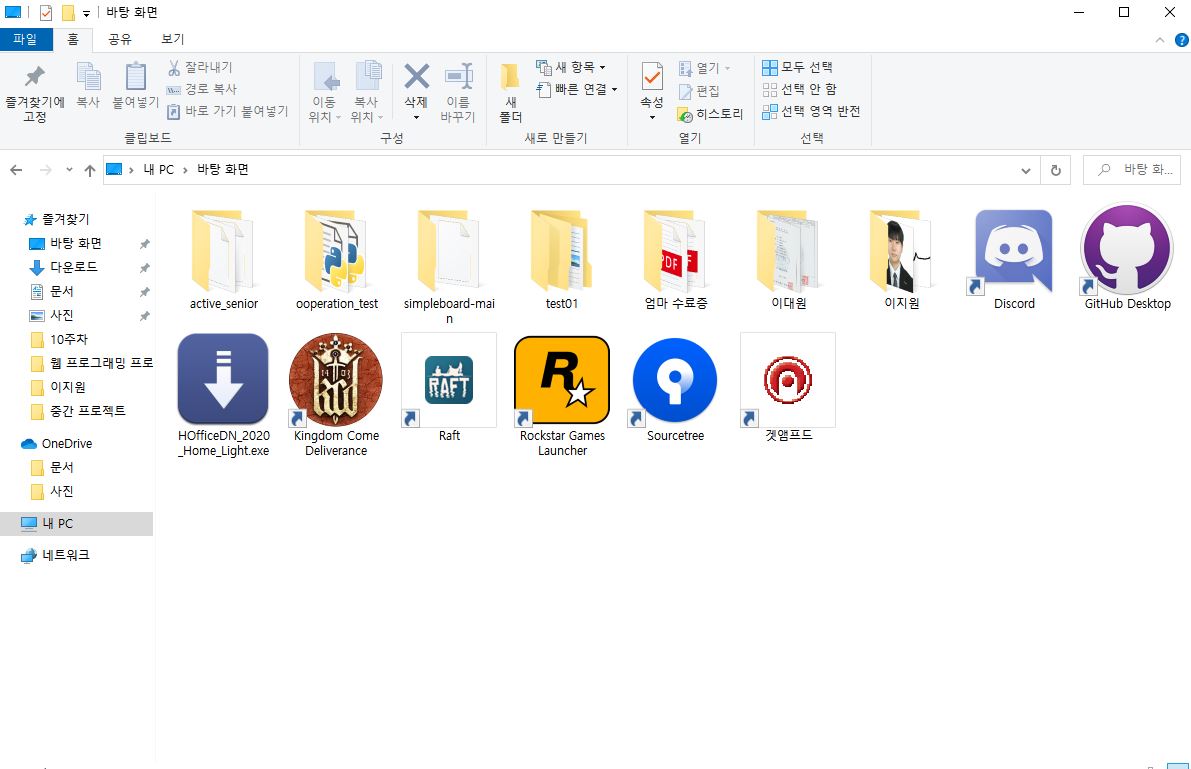 바탕 화면
파일 홈 공유 보기
즐겨찾기에
고정
복사
붙여넣기
잘라내기
경로 복사
바로 가기 붙여넣기
클립보드
이동
위치
복사
위치
삭제
이름
바꾸기
구성
새
폴더
새 항목
빠른 연결
새로 만들기
속성
열기
편집
히스토리
열기
모두 선택
선택 안 함
선택 영역 반전
선택
내 PC 바탕 화면
바탕 화...
즐겨찾기
바탕 화면
다운로드
문서
사진
10주차
웹 프로그래밍 프로
이지원
중간 프로젝트
OneDrive
문서
사진
내 PC
네트워크
PDF
PDF
active_senior
ooperation_test
simpleboard-mai
n
test01
엄마 수료증
이대원
이지원
Discord
GitHub Desktop
RAFT
R
HOfficeDN_2020
_Home_Light.exe
Kingdom Come
Deliverance
Raft
Rockstar Games
Launcher
Sourcetree
겟앰프드